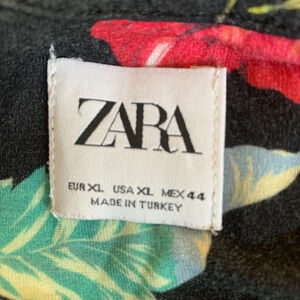 ZARA
EUR XL USA XL MEX 44
MADE IN TURKEY